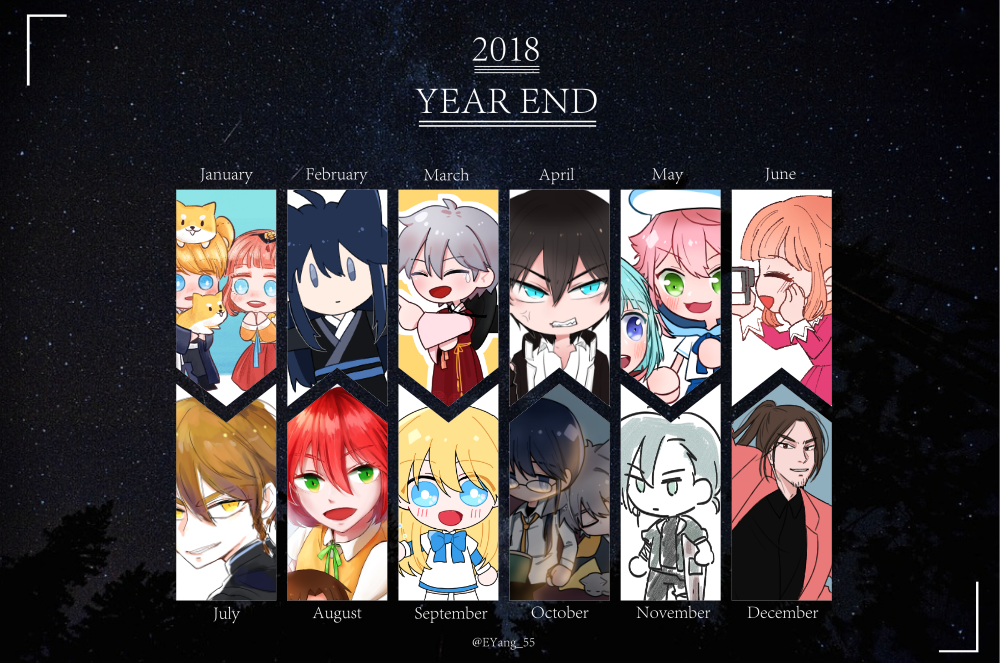 2018
YEAR END
January February March April May June
July August September October November December
@EYang_55